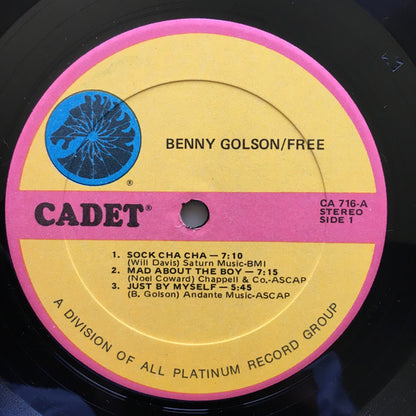 BENNY GOLSON/FREE
®
CADET®
CA 716-A
STEREO
SIDE 1
1. SOCK CHA CHA — 7:10
(Will Davis) Saturn Music-BMI
2. MAD ABOUT THE BOY — 7:15
(Noel Coward) Chappell & Co.-ASCAP
3. JUST BY MYSELF — 5:45
(B. Golson) Andante Music-ASCAP
A DIVISION OF ALL PLATINUM RECORD GROUP